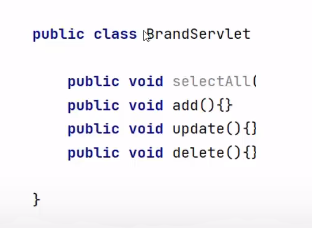 public class BrandServlet
public void selectAll(
public void add(){}
public void update(){}
public void delete(){}
}